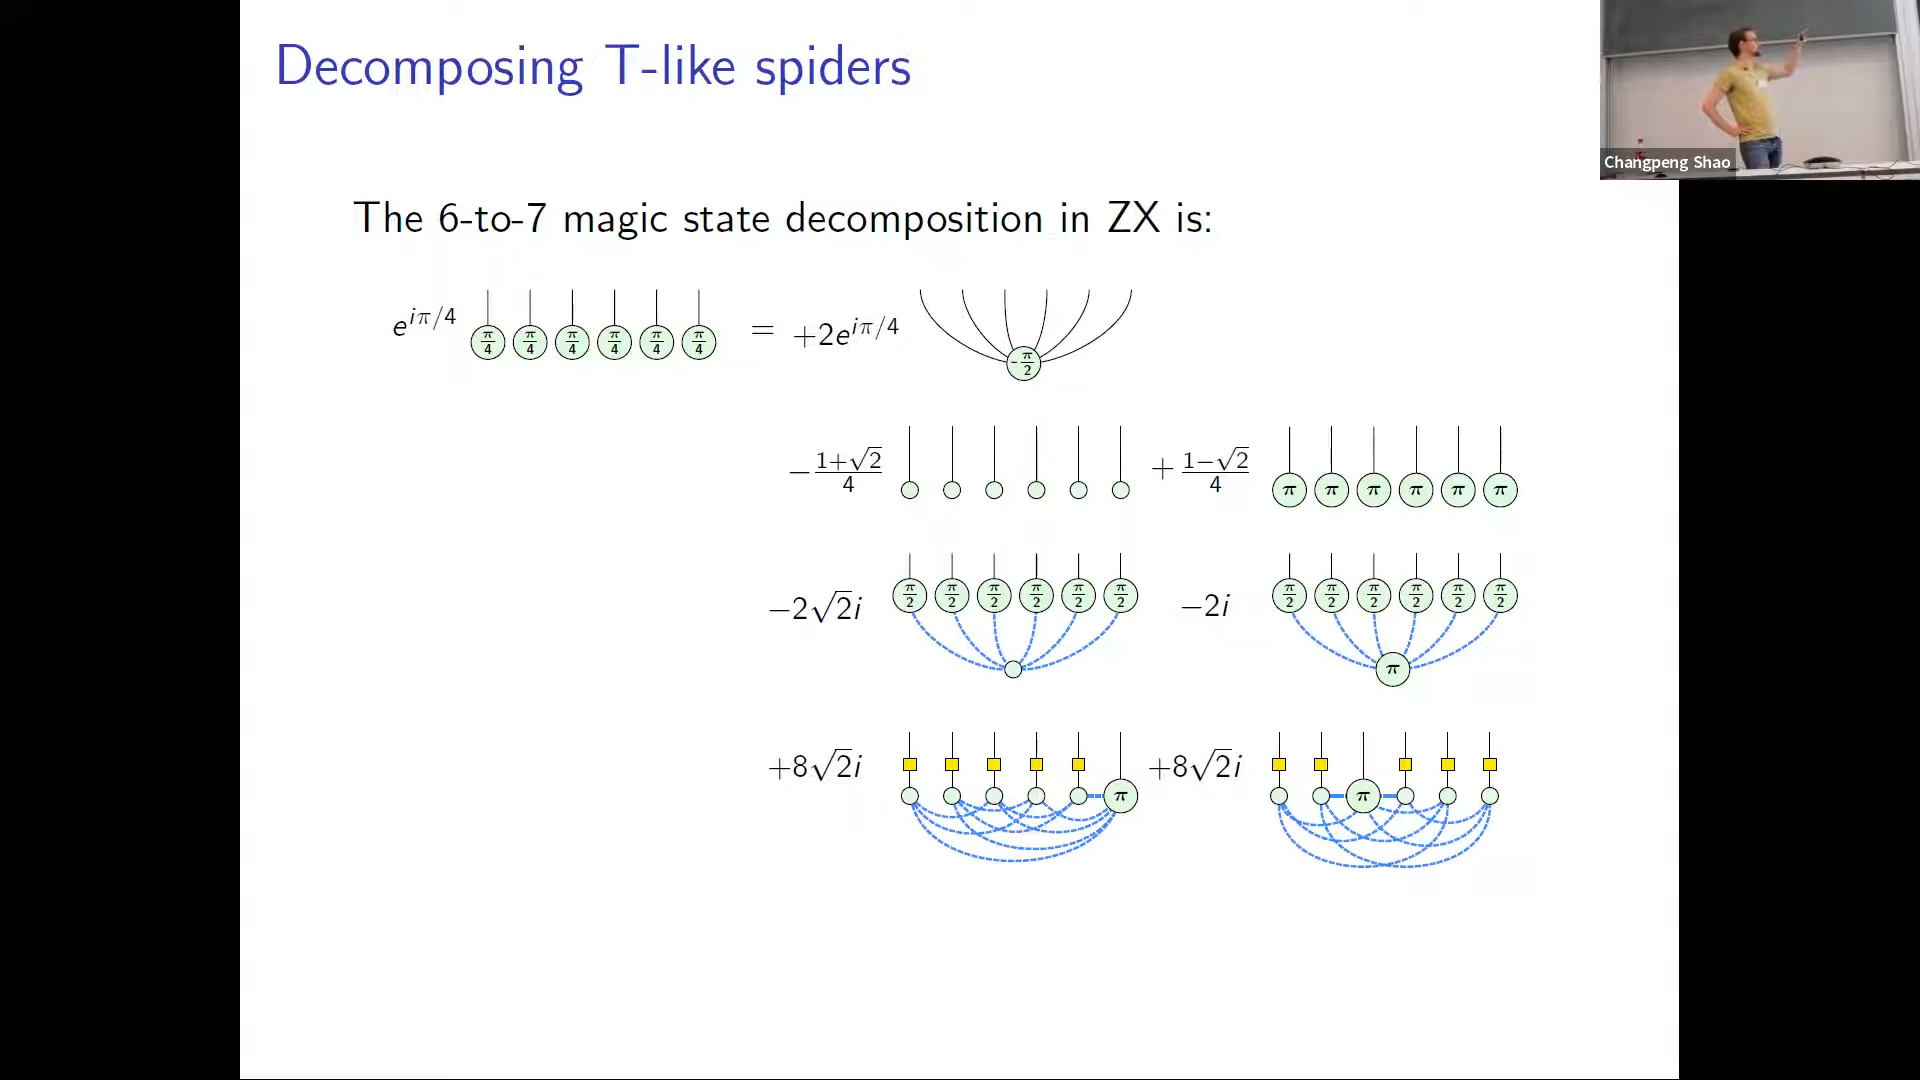 Decomposing T-like spiders
Changpeng Shao
The 6-to-7 magic state decomposition in ZX is:
e^{iπ/4} π/4 π/4 π/4 π/4 π/4 π/4 = +2e^{iπ/4} -π/2
- 1+√2/4 + 1-√2/4 π π π π π π
-2√2i π/2 π/2 π/2 π/2 π/2 π/2 -2i π/2 π/2 π/2 π/2 π/2 π/2
π
+8√2i π +8√2i π